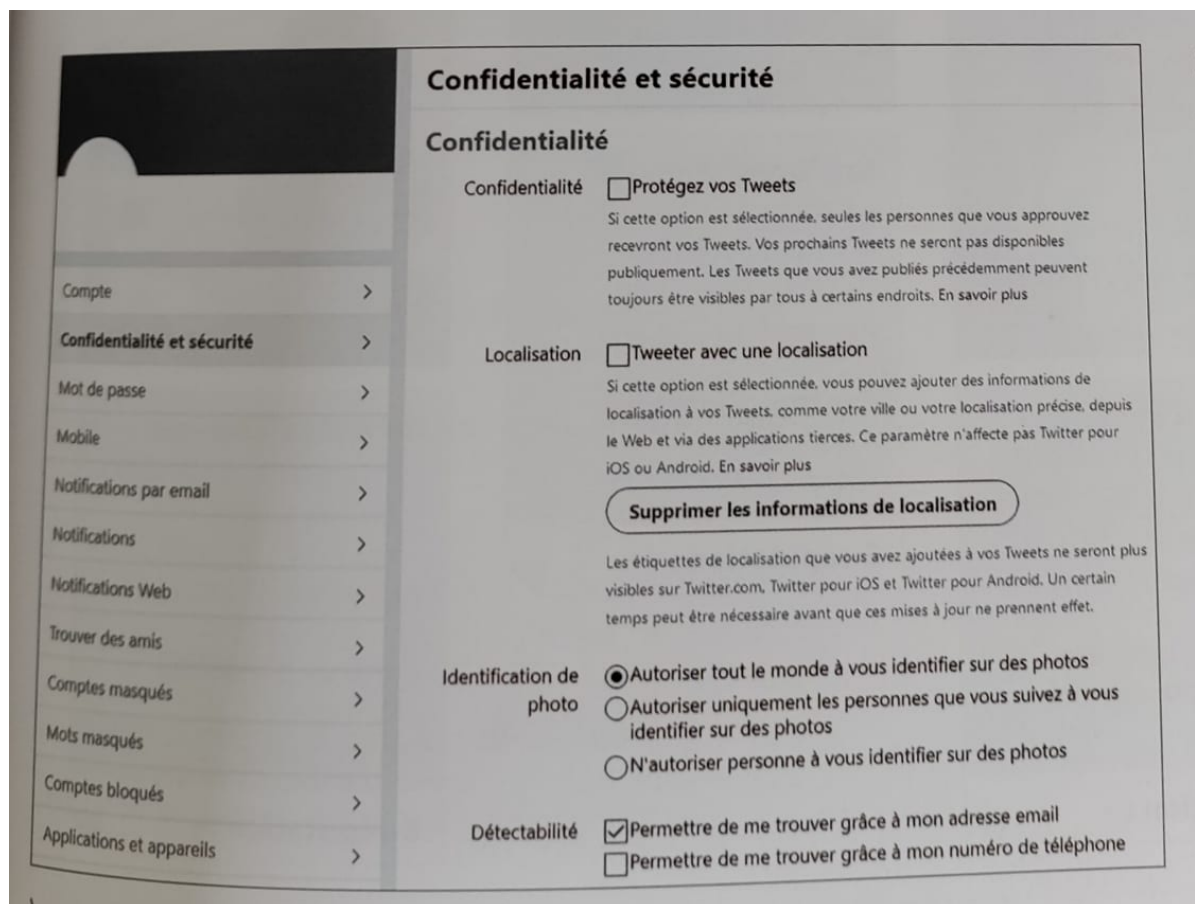 Confidentialité et sécurité
Confidentialité
Confidentialité Protégez vos Tweets
Si cette option est sélectionnée, seules les personnes que vous approuvez
recevront vos Tweets. Vos prochains Tweets ne seront pas disponibles
publiquement. Les Tweets que vous avez publiés précédemment peuvent
toujours être visibles par tous à certains endroits. En savoir plus
Localisation Tweeter avec une localisation
Si cette option est sélectionnée, vous pouvez ajouter des informations de
localisation à vos Tweets, comme votre ville ou votre localisation précise, depuis
le Web et via des applications tierces. Ce paramètre n'affecte pas Twitter pour
iOS ou Android. En savoir plus
Supprimer les informations de localisation
Les étiquettes de localisation que vous avez ajoutées à vos Tweets ne seront plus
visibles sur Twitter.com, Twitter pour iOS et Twitter pour Android. Un certain
temps peut être nécessaire avant que ces mises à jour ne prennent effet.
Identification de
photo
Autoriser tout le monde à vous identifier sur des photos
Autoriser uniquement les personnes que vous suivez à vous
identifier sur des photos
N'autoriser personne à vous identifier sur des photos
Détectabilité Permettre de me trouver grâce à mon adresse email
Permettre de me trouver grâce à mon numéro de téléphone
Compte
Confidentialité et sécurité
Mot de passe
Mobile
Notifications par email
Notifications
Notifications Web
Trouver des amis
Comptes masqués
Mots masqués
Comptes bloqués
Applications et appareils